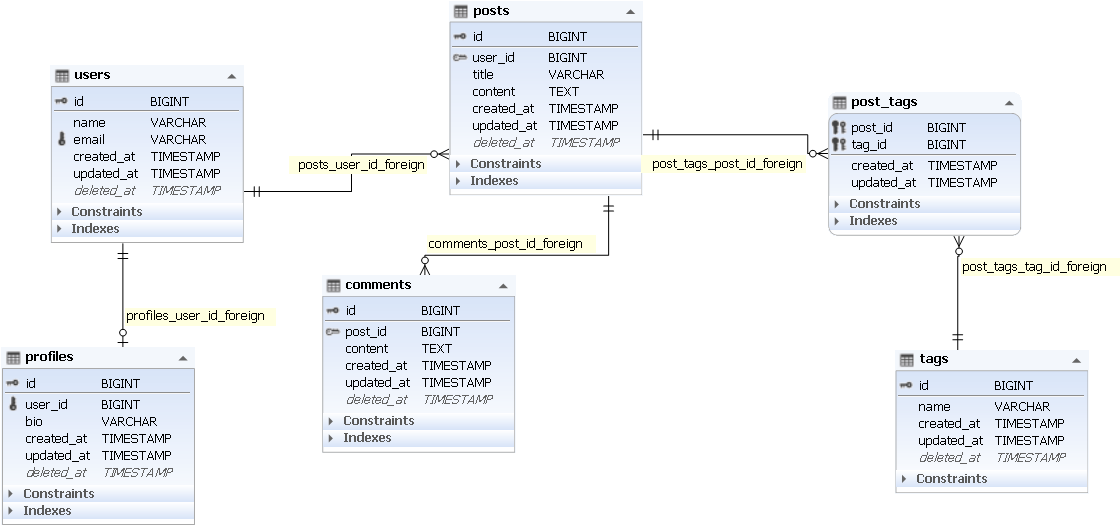 posts
id BIGINT
user_id BIGINT
title VARCHAR
content TEXT
created_at TIMESTAMP
updated_at TIMESTAMP
deleted_at TIMESTAMP
Constraints
Indexes
users
id BIGINT
name VARCHAR
email VARCHAR
created_at TIMESTAMP
updated_at TIMESTAMP
deleted_at TIMESTAMP
Constraints
Indexes
posts_user_id_foreign
post_tags_post_id_foreign
post_tags
post_id BIGINT
tag_id BIGINT
created_at TIMESTAMP
updated_at TIMESTAMP
Constraints
Indexes
comments_post_id_foreign
post_tags_tag_id_foreign
profiles_user_id_foreign
comments
id BIGINT
post_id BIGINT
content TEXT
created_at TIMESTAMP
updated_at TIMESTAMP
deleted_at TIMESTAMP
Constraints
Indexes
profiles
id BIGINT
user_id BIGINT
bio VARCHAR
created_at TIMESTAMP
updated_at TIMESTAMP
deleted_at TIMESTAMP
Constraints
Indexes
tags
id BIGINT
name VARCHAR
created_at TIMESTAMP
updated_at TIMESTAMP
deleted_at TIMESTAMP
Constraints